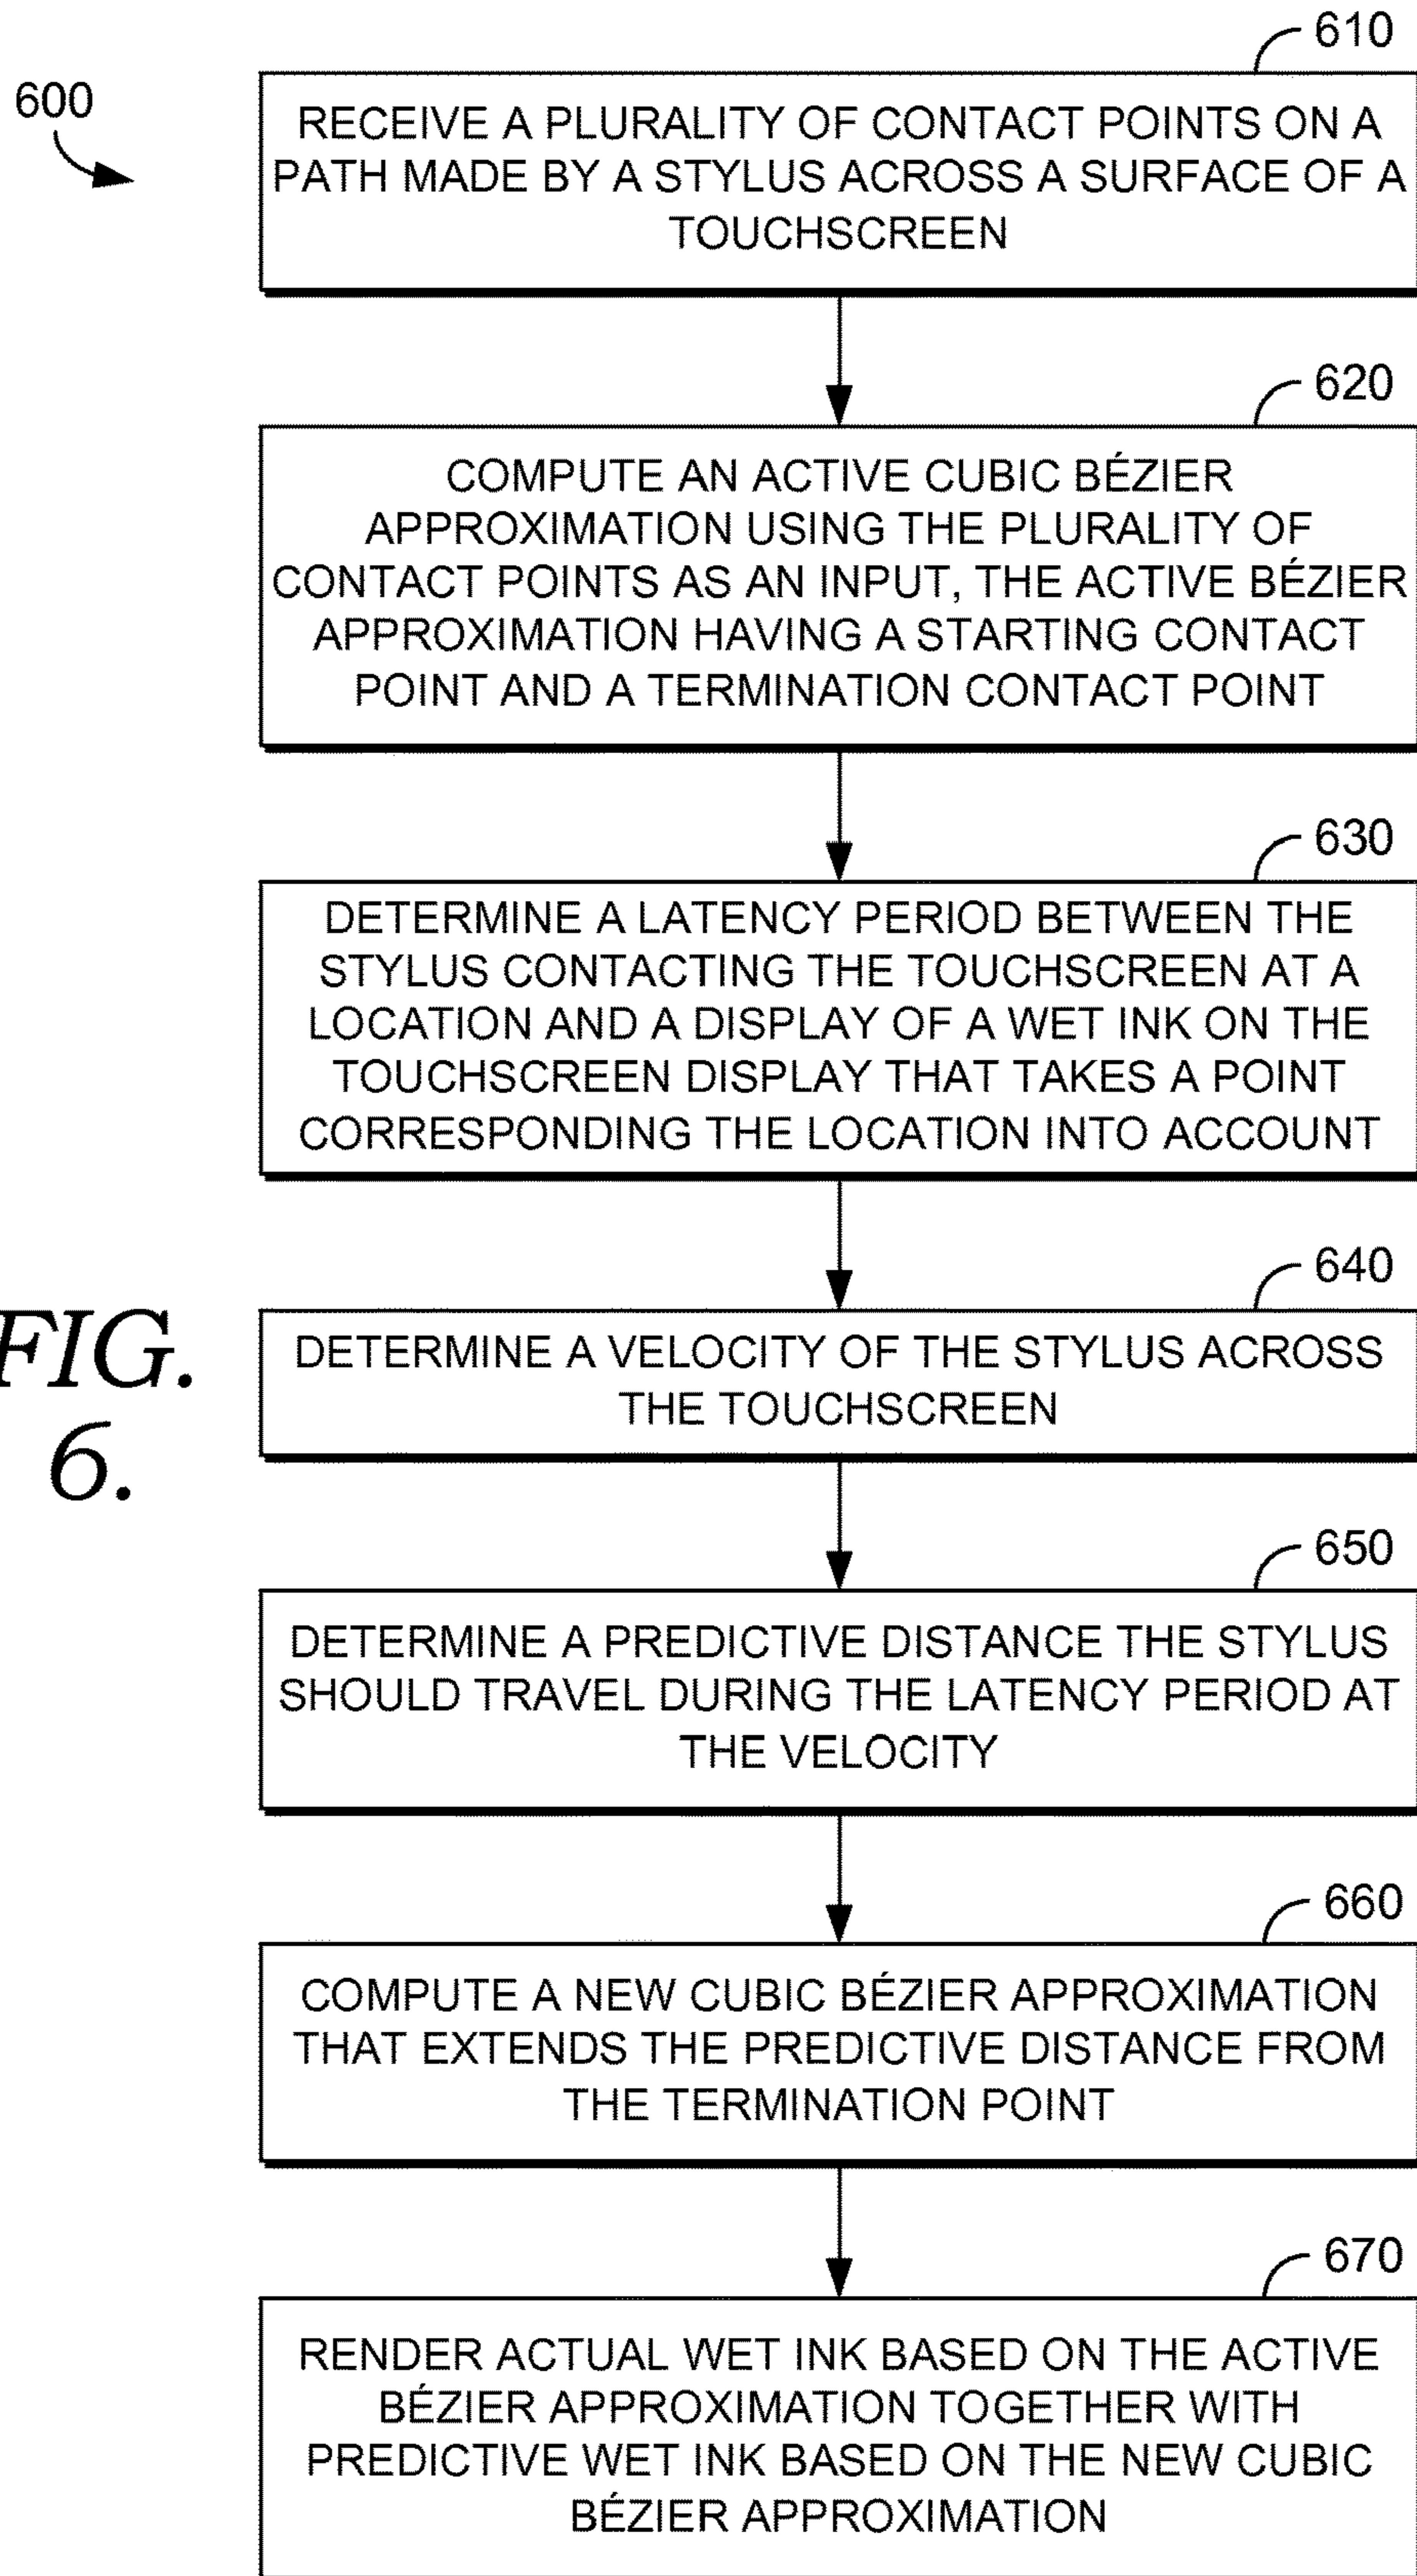 600
610
RECEIVE A PLURALITY OF CONTACT POINTS ON A
PATH MADE BY A STYLUS ACROSS A SURFACE OF A
TOUCHSCREEN
620
COMPUTE AN ACTIVE CUBIC BÉZIER
APPROXIMATION USING THE PLURALITY OF
CONTACT POINTS AS AN INPUT, THE ACTIVE BÉZIER
APPROXIMATION HAVING A STARTING CONTACT
POINT AND A TERMINATION CONTACT POINT
630
DETERMINE A LATENCY PERIOD BETWEEN THE
STYLUS CONTACTING THE TOUCHSCREEN AT A
LOCATION AND A DISPLAY OF A WET INK ON THE
TOUCHSCREEN DISPLAY THAT TAKES A POINT
CORRESPONDING THE LOCATION INTO ACCOUNT
640
DETERMINE A VELOCITY OF THE STYLUS ACROSS
THE TOUCHSCREEN
FIG.
6.
650
DETERMINE A PREDICTIVE DISTANCE THE STYLUS
SHOULD TRAVEL DURING THE LATENCY PERIOD AT
THE VELOCITY
660
COMPUTE A NEW CUBIC BÉZIER APPROXIMATION
THAT EXTENDS THE PREDICTIVE DISTANCE FROM
THE TERMINATION POINT
670
RENDER ACTUAL WET INK BASED ON THE ACTIVE
BÉZIER APPROXIMATION TOGETHER WITH
PREDICTIVE WET INK BASED ON THE NEW CUBIC
BÉZIER APPROXIMATION